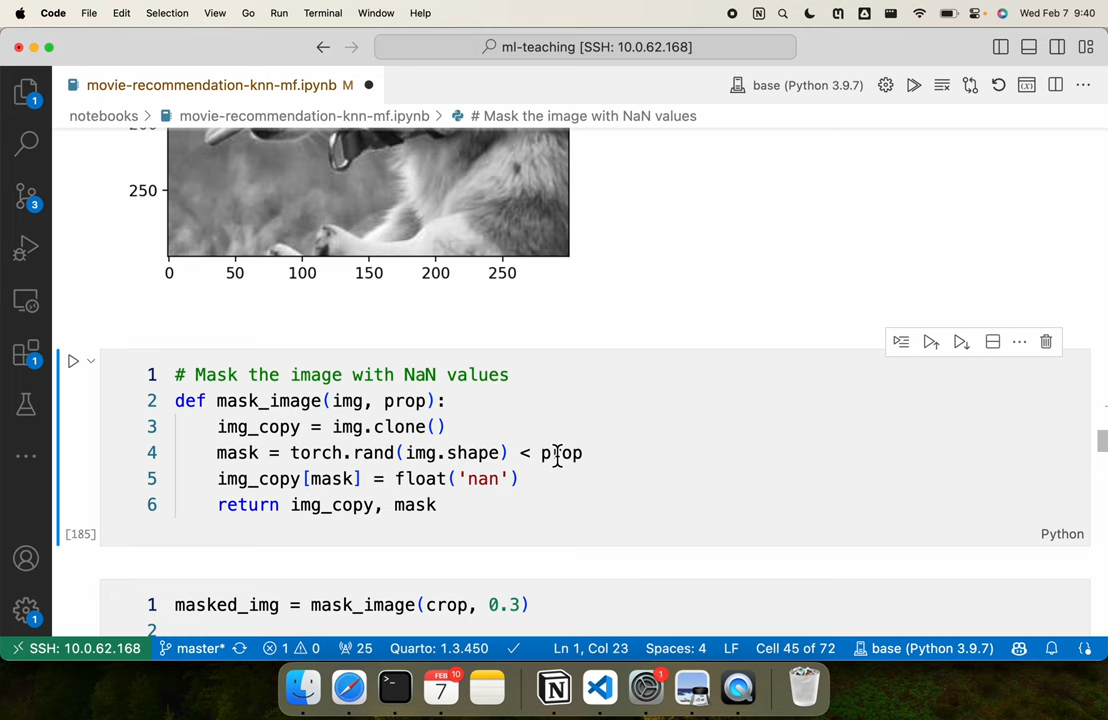 Code File Edit Selection View Go Run Terminal Window Help Wed Feb 7 9:40
ml-teaching [SSH: 10.0.62.168]
movie-recommendation-knn-mf.ipynb M
base (Python 3.9.7)
notebooks > movie-recommendation-knn-mf.ipynb > # Mask the image with NaN values
250
0 50 100 150 200 250
1 # Mask the image with NaN values
2 def mask_image(img, prop):
3 img_copy = img.clone()
4 mask = torch.rand(img.shape) < prop
5 img_copy[mask] = float('nan')
6 return img_copy, mask
[185] Python
1 masked_img = mask_image(crop, 0.3)
2
SSH: 10.0.62.168 master* 1 0 25 Quarto: 1.3.450 Ln 1, Col 23 Spaces: 4 LF Cell 45 of 72 base (Python 3.9.7)